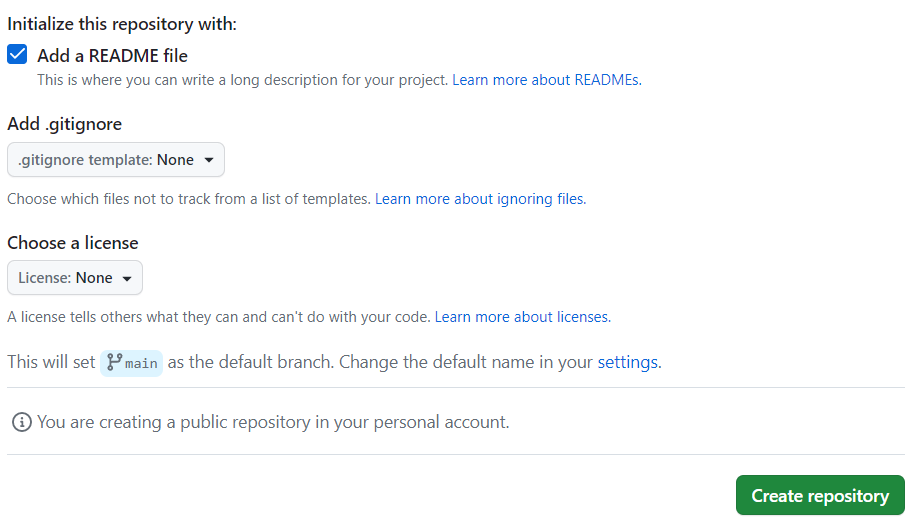 Initialize this repository with:
Add a README file
This is where you can write a long description for your project. Learn more about READMEs.
Add .gitignore
.gitignore template: None
Choose which files not to track from a list of templates. Learn more about ignoring files.
Choose a license
License: None
A license tells others what they can and can't do with your code. Learn more about licenses.
This will set main as the default branch. Change the default name in your settings.
You are creating a public repository in your personal account.
Create repository